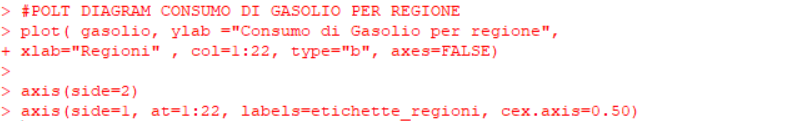 > #POLT DIAGRAM CONSUMO DI GASOLIO PER REGIONE
> plot( gasolio, ylab ="Consumo di Gasolio per regione",
+ xlab="Regioni" , col=1:22, type="b", axes=FALSE)
>
> axis(side=2)
> axis(side=1, at=1:22, labels=etichette_regioni, cex.axis=0.50)